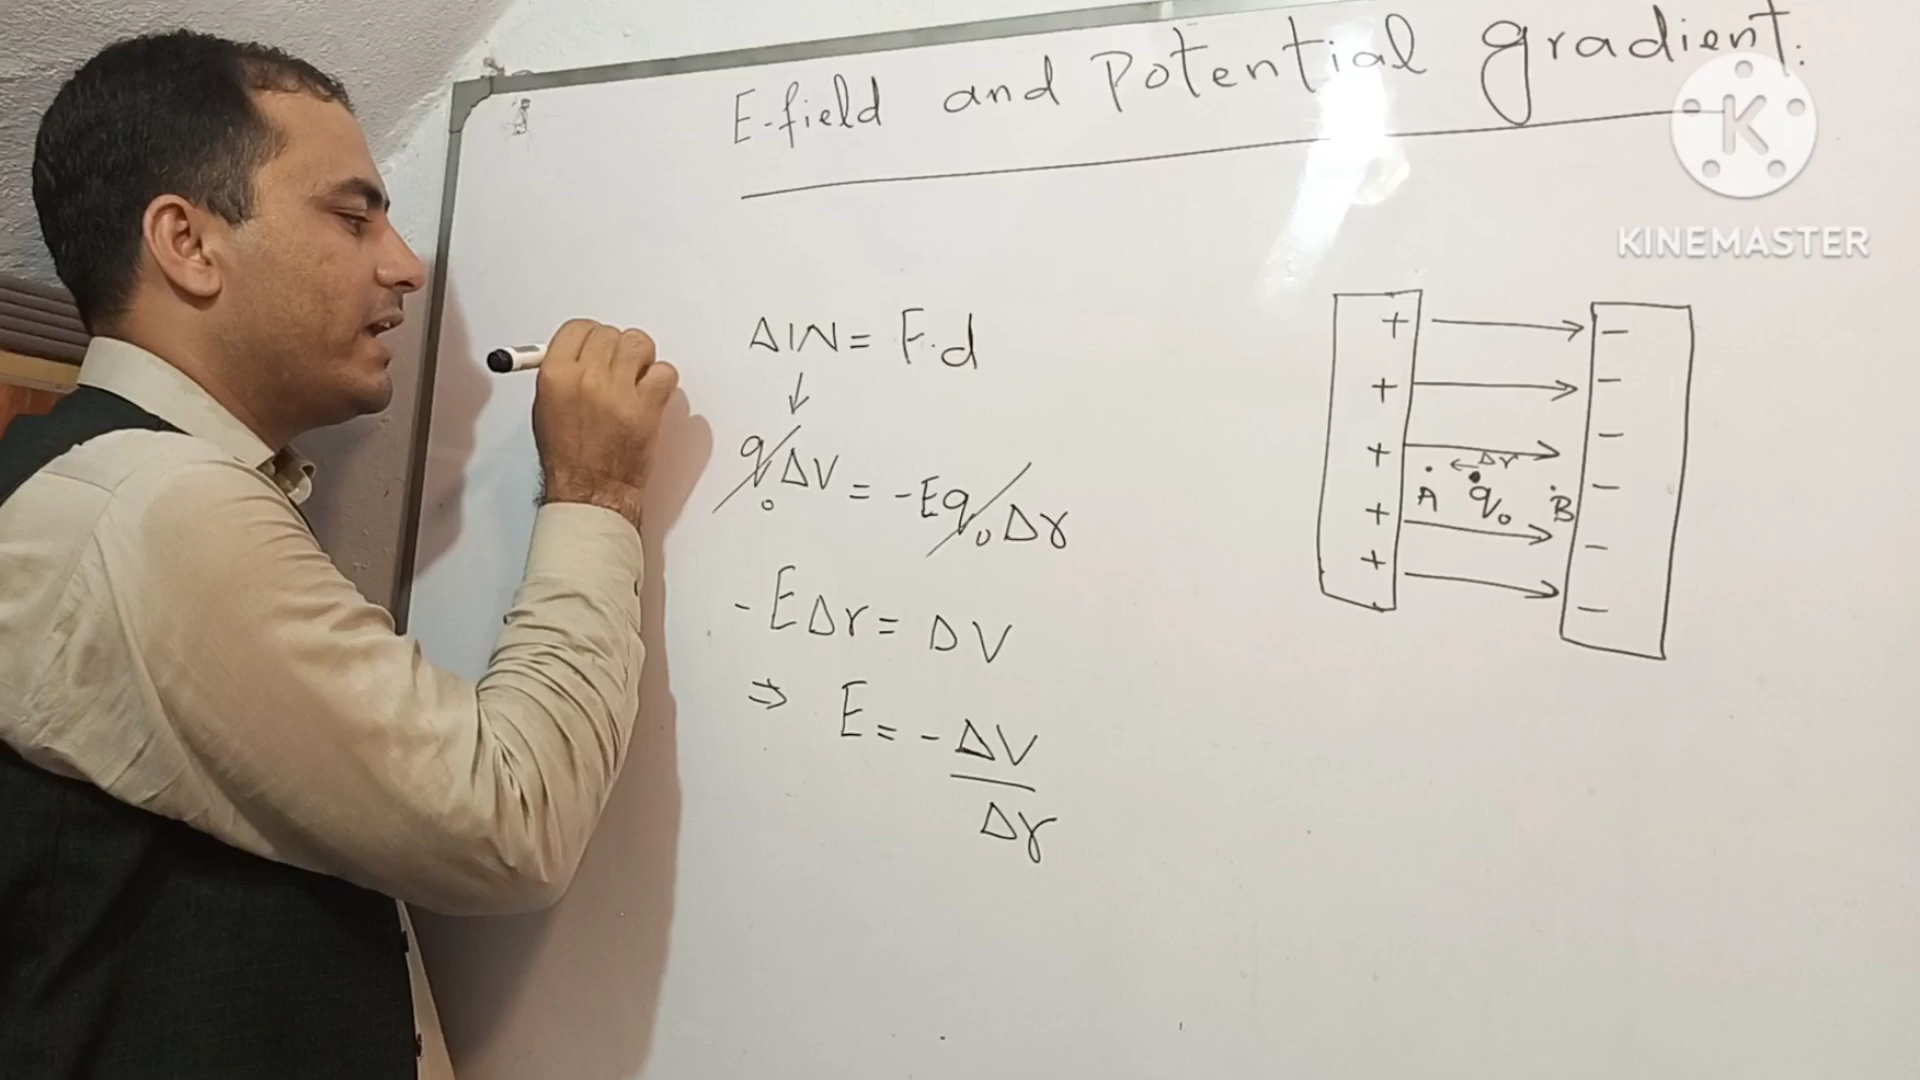 E-field and Potential gradient.
K
KINEMASTER
ΔW = F.d
↓
q₀ΔV = -Eq₀Δr
-EΔr = ΔV
⇒ E = -ΔV/Δr
+ + + + +
- - - - - -
Δr
A q₀ B